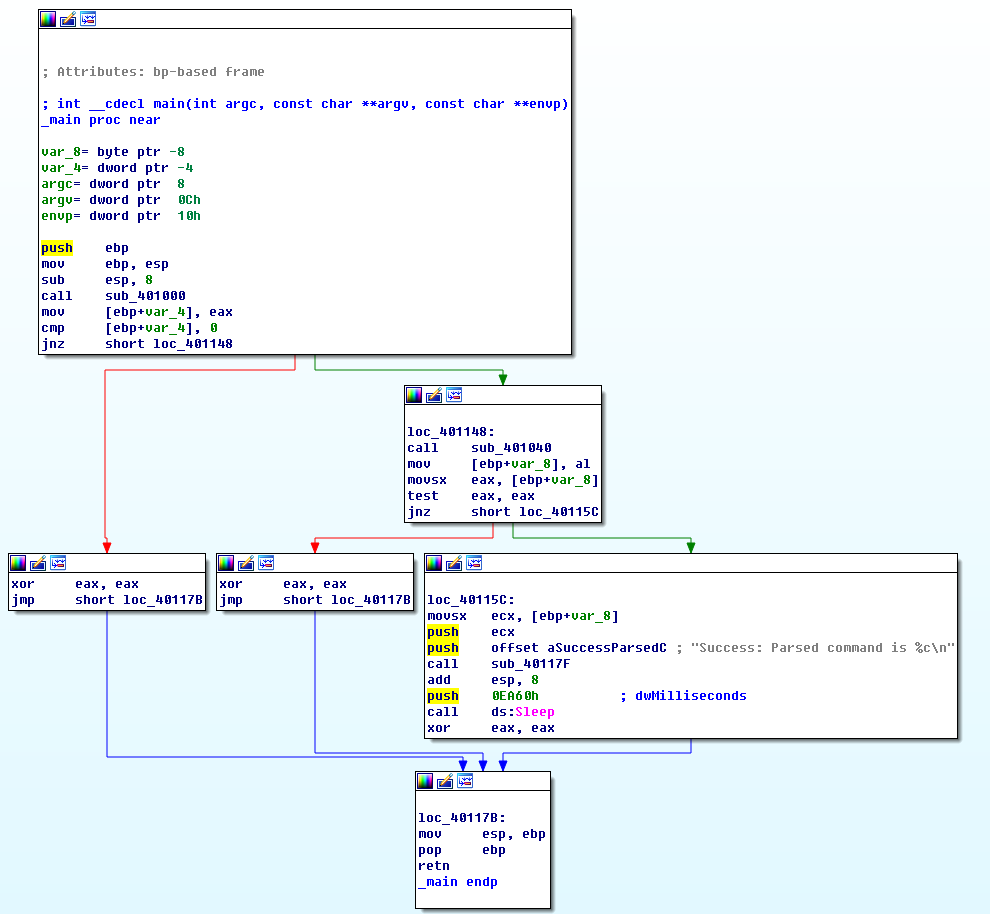 ; Attributes: bp-based frame
; int __cdecl main(int argc, const char **argv, const char **envp)
_main proc near
var_8= byte ptr -8
var_4= dword ptr -4
argc= dword ptr  8
argv= dword ptr  0Ch
envp= dword ptr  10h
push    ebp
mov     ebp, esp
sub     esp, 8
call    sub_401000
mov     [ebp+var_4], eax
cmp     [ebp+var_4], 0
jnz     short loc_401148
loc_401148:
call    sub_401040
mov     [ebp+var_8], al
movsx   eax, [ebp+var_8]
test    eax, eax
jnz     short loc_40115C
xor     eax, eax
jmp     short loc_40117B
xor     eax, eax
jmp     short loc_40117B
loc_40115C:
movsx   ecx, [ebp+var_8]
push    ecx
push    offset aSuccessParsedC ; "Success: Parsed command is %c\n"
call    sub_40117F
add     esp, 8
push    0EA60h          ; dwMilliseconds
call    ds:Sleep
xor     eax, eax
loc_40117B:
mov     esp, ebp
pop     ebp
retn
_main endp